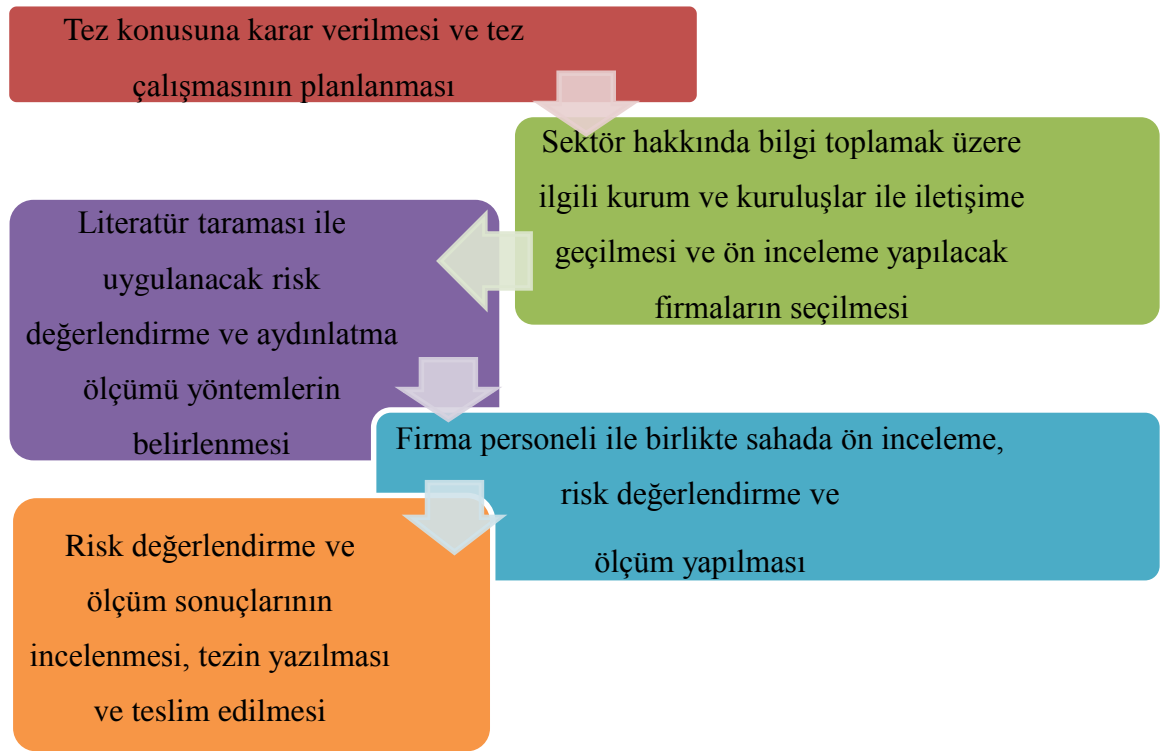 Tez konusuna karar verilmesi ve tez
çalışmasının planlanması
Sektör hakkında bilgi toplamak üzere
ilgili kurum ve kuruluşlar ile iletişime
geçilmesi ve ön inceleme yapılacak
firmaların seçilmesi
Literatür taraması ile
uygulanacak risk
değerlendirme ve aydınlatma
ölçümü yöntemlerin
belirlenmesi
Firma personeli ile birlikte sahada ön inceleme,
risk değerlendirme ve
ölçüm yapılması
Risk değerlendirme ve
ölçüm sonuçlarının
incelenmesi, tezin yazılması
ve teslim edilmesi